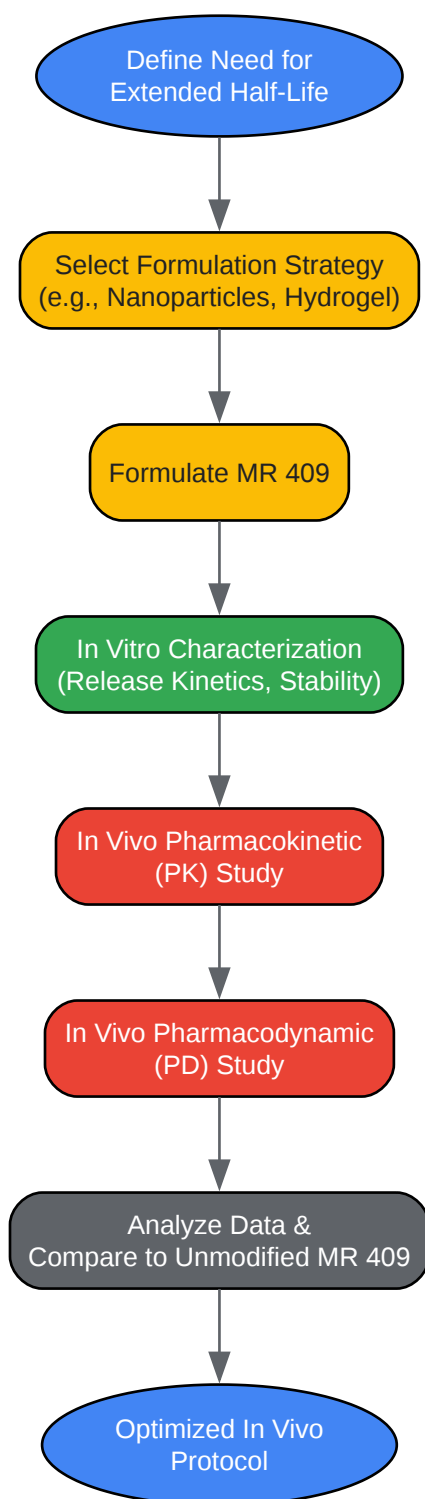 Define Need for
Extended Half-Life
Select Formulation Strategy
(e.g., Nanoparticles, Hydrogel)
Formulate MR 409
In Vitro Characterization
(Release Kinetics, Stability)
In Vivo Pharmacokinetic
(PK) Study
In Vivo Pharmacodynamic
(PD) Study
Analyze Data &
Compare to Unmodified MR 409
Optimized In Vivo
Protocol